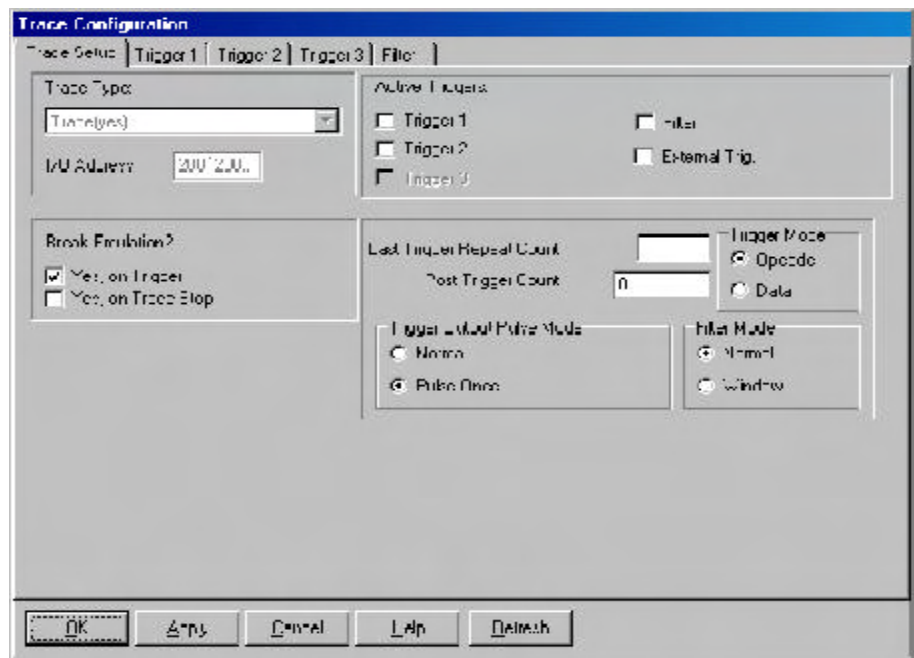 Trace Configuration
Trace Setup Trigger 1 Trigger 2 Trigger 3 Filter
Trace Type:
Trace(yes)
I/O Address:
Active Triggers:
Trigger 1
Trigger 2
Trigger 3
Filter
External Trig.
Break Emulation?
Yes, on Trigger
Yes, on Trace Stop
Last Trigger Repeat Count
Post Trigger Count
0
Trigger Mode
Opcode
Data
Trigger Output Pulse Mode
Normal
Pulse Once
Filter Mode
Normal
Window
OK Apply Cancel Help Refresh